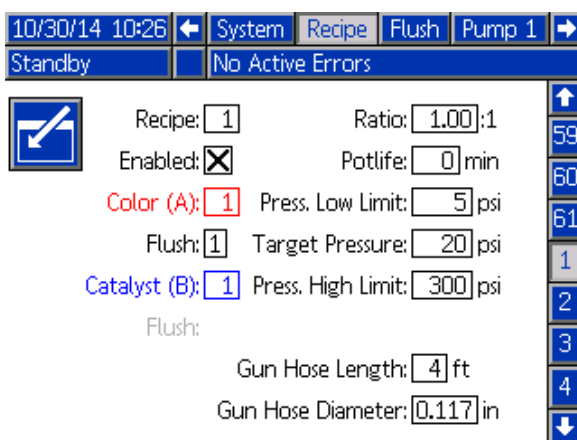 10/30/14 10:26 System Recipe Flush Pump 1
Standby No Active Errors
Recipe: 1 Ratio: 1.00:1
Enabled: Potlife: 0 min
Color (A): 1 Press. Low Limit: 5 psi
Flush: 1 Target Pressure: 20 psi
Catalyst (B): 1 Press. High Limit: 300 psi
Flush:
Gun Hose Length: 4 ft
Gun Hose Diameter: 0.117 in
59
60
61
1
2
3
4